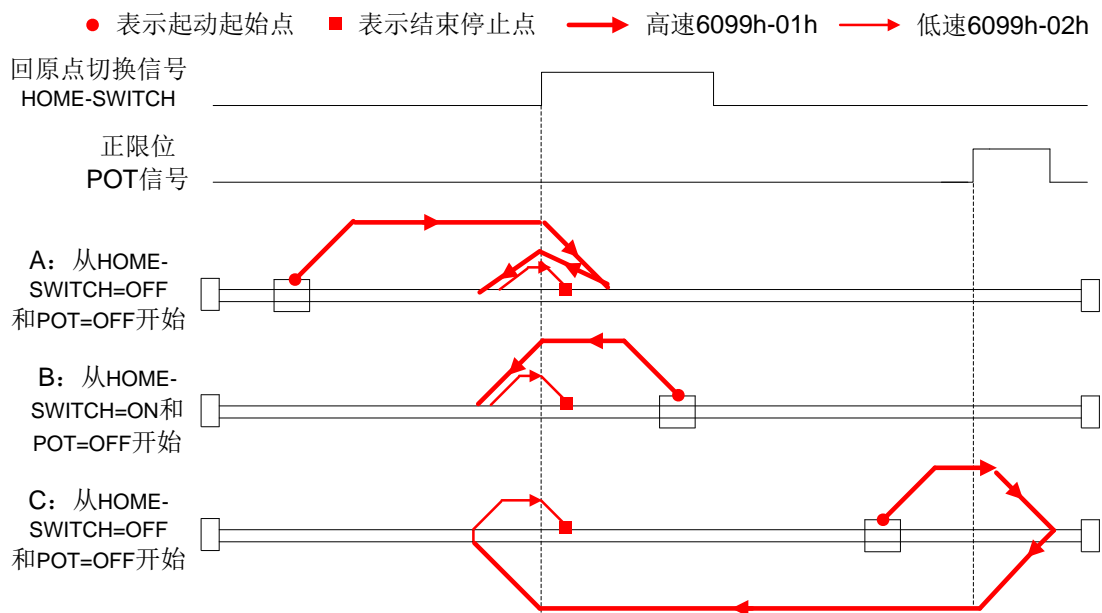 表示起动起始点 表示结束停止点 高速6099h-01h 低速6099h-02h
回原点切换信号
HOME-SWITCH
正限位
POT信号
A：从HOME-
SWITCH=OFF
和POT=OFF开始
B：从HOME-
SWITCH=ON和
POT=OFF开始
C：从HOME-
SWITCH=OFF
和POT=OFF开始